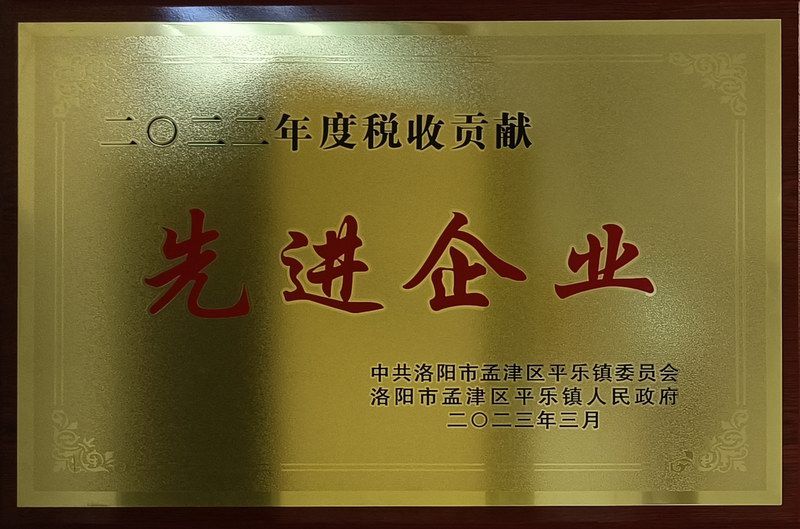 二〇二二年度税收贡献
先进企业
中共洛阳市孟津区平乐镇委员会
洛阳市孟津区平乐镇人民政府
二〇二三年三月